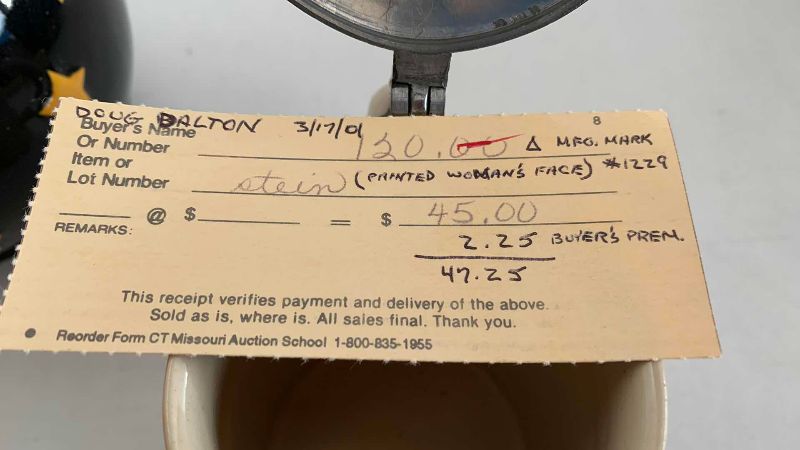 DOUG DALTON 3/17/01 8
Buyer's Name
Or Number 120.00 Δ MFG. MARK
Item or
Lot Number stein (PAINTED WOMAN'S FACE) #1229
@ $ = $ 45.00
REMARKS: 2.25 BUYER'S PREM.
47.25
This receipt verifies payment and delivery of the above.
Sold as is, where is. All sales final. Thank you.
Reorder Form CT Missouri Auction School 1-800-835-1955